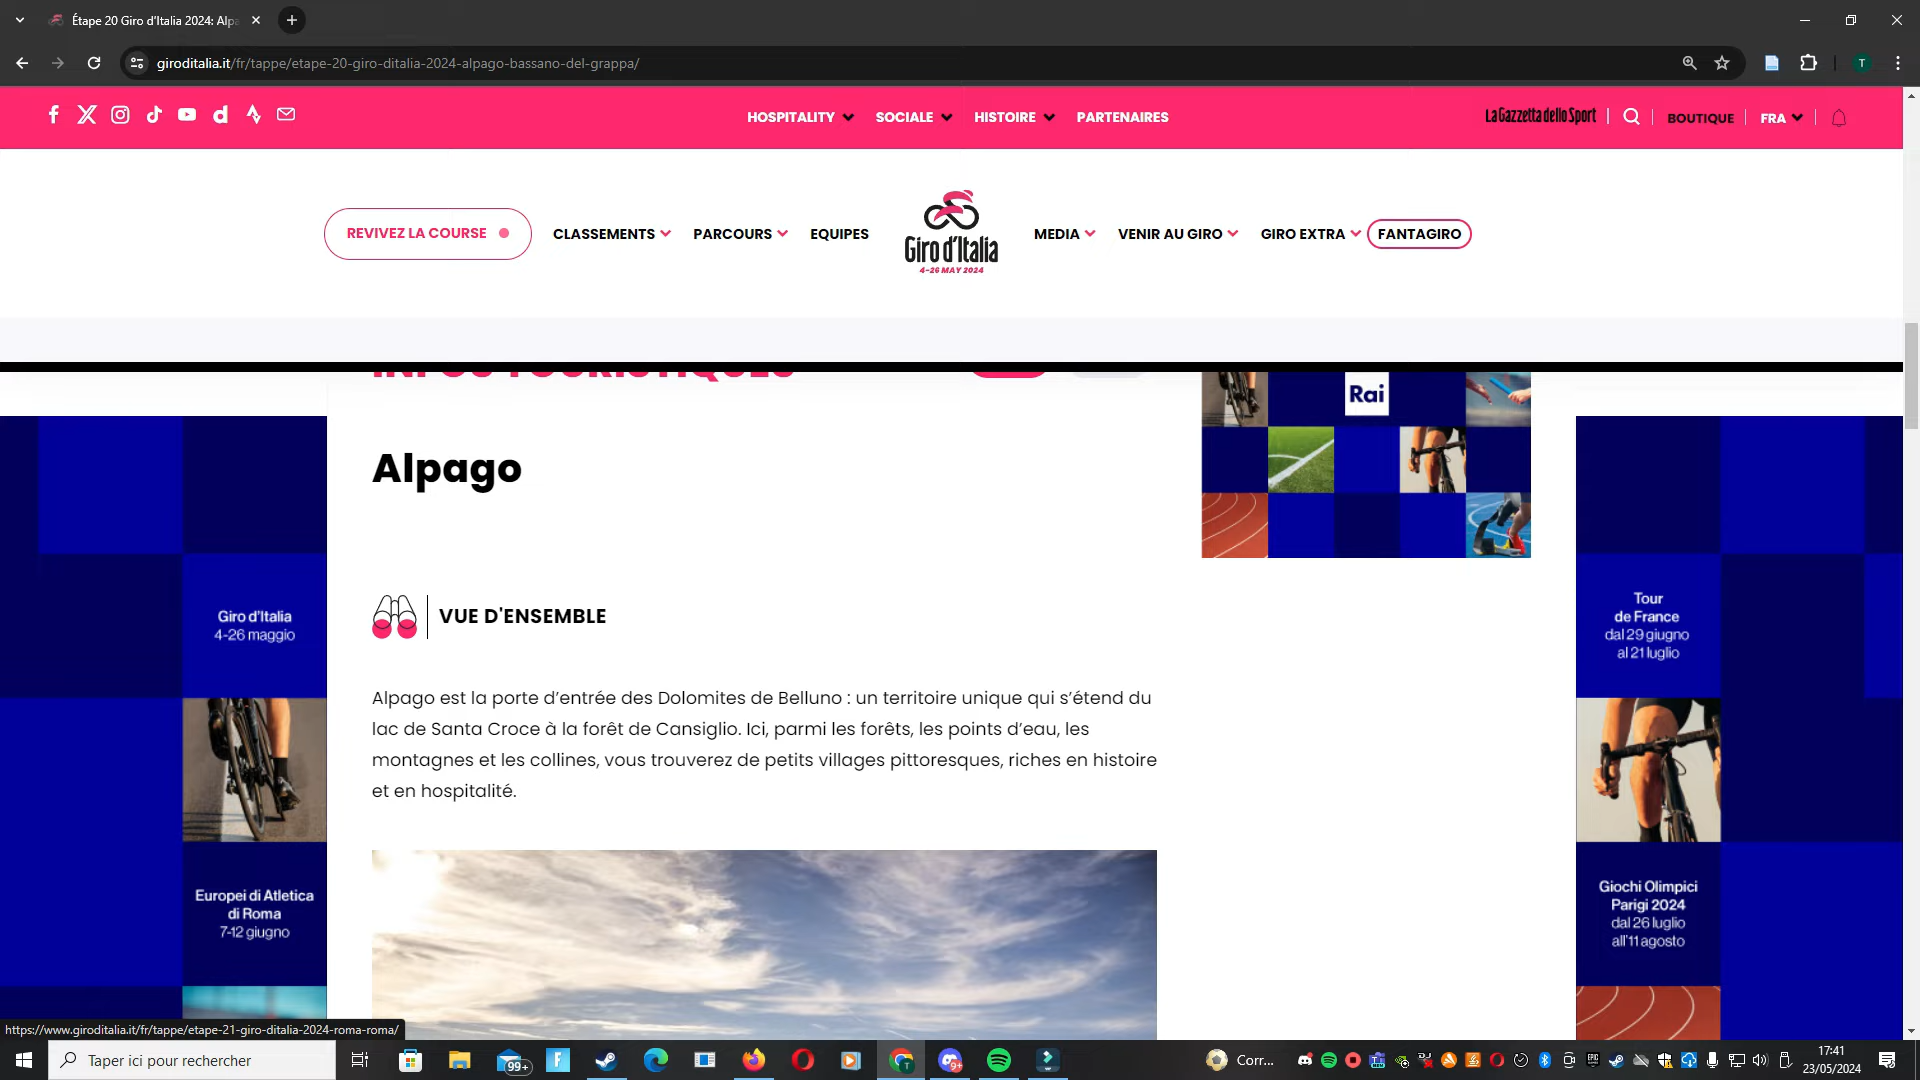 Étape 20 Giro d'Italia 2024: Alp
giroditalia.it/fr/tappe/etape-20-giro-ditalia-2024-alpago-bassano-del-grappa/
T
HOSPITALITY
SOCIALE
HISTOIRE
PARTENAIRES
La Gazzetta dello Sport
BOUTIQUE
FRA
REVIVEZ LA COURSE
CLASSEMENTS
PARCOURS
EQUIPES
Giro d'Italia
4-26 MAY 2024
MEDIA
VENIR AU GIRO
GIRO EXTRA
FANTAGIRO
INFOS TOURISTIQUES
Rai
Alpago
VUE D'ENSEMBLE
Alpago est la porte d’entrée des Dolomites de Belluno : un territoire unique qui s’étend du
lac de Santa Croce à la forêt de Cansiglio. Ici, parmi les forêts, les points d’eau, les
montagnes et les collines, vous trouverez de petits villages pittoresques, riches en histoire
et en hospitalité.
Giro d’Italia
4-26 maggio
Europei di Atletica
di Roma
7-12 giugno
Tour
de France
dal 29 giugno
al 21 luglio
Giochi Olimpici
Parigi 2024
dal 26 luglio
all’11 agosto
https://www.giroditalia.it/fr/tappe/etape-21-giro-ditalia-2024-roma-roma/
Taper ici pour rechercher
99+
9+
Corr...
17:41
23/05/2024